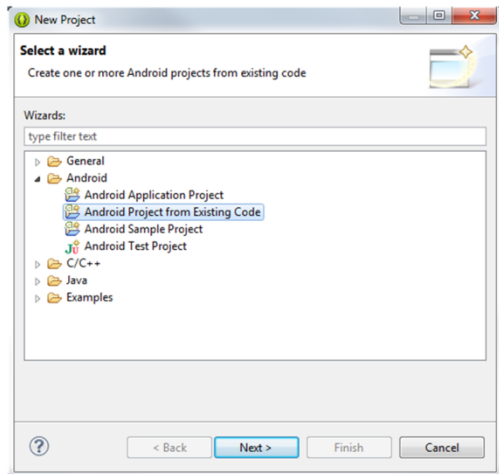 New Project
Select a wizard
Create one or more Android projects from existing code
Wizards:
type filter text
General
Android
Android Application Project
Android Project from Existing Code
Android Sample Project
Android Test Project
C/C++
Java
Examples
< Back
Next >
Finish
Cancel